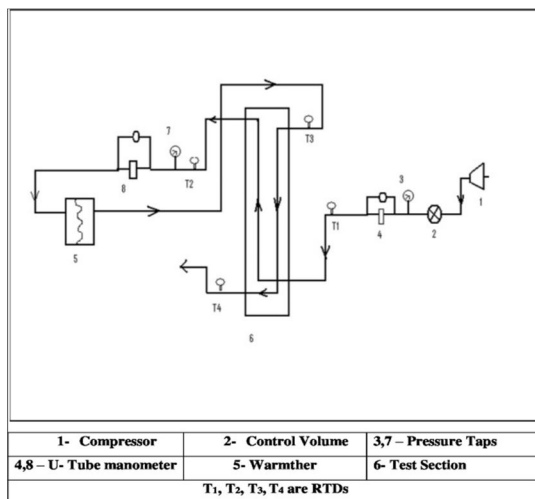 7
3
T3
8
T2
T1
4
2
1
5
T4
6
1- Compressor 2- Control Volume 3,7 – Pressure Taps
4,8 – U- Tube manometer 5- Warmther 6- Test Section
T1, T2, T3, T4 are RTDs